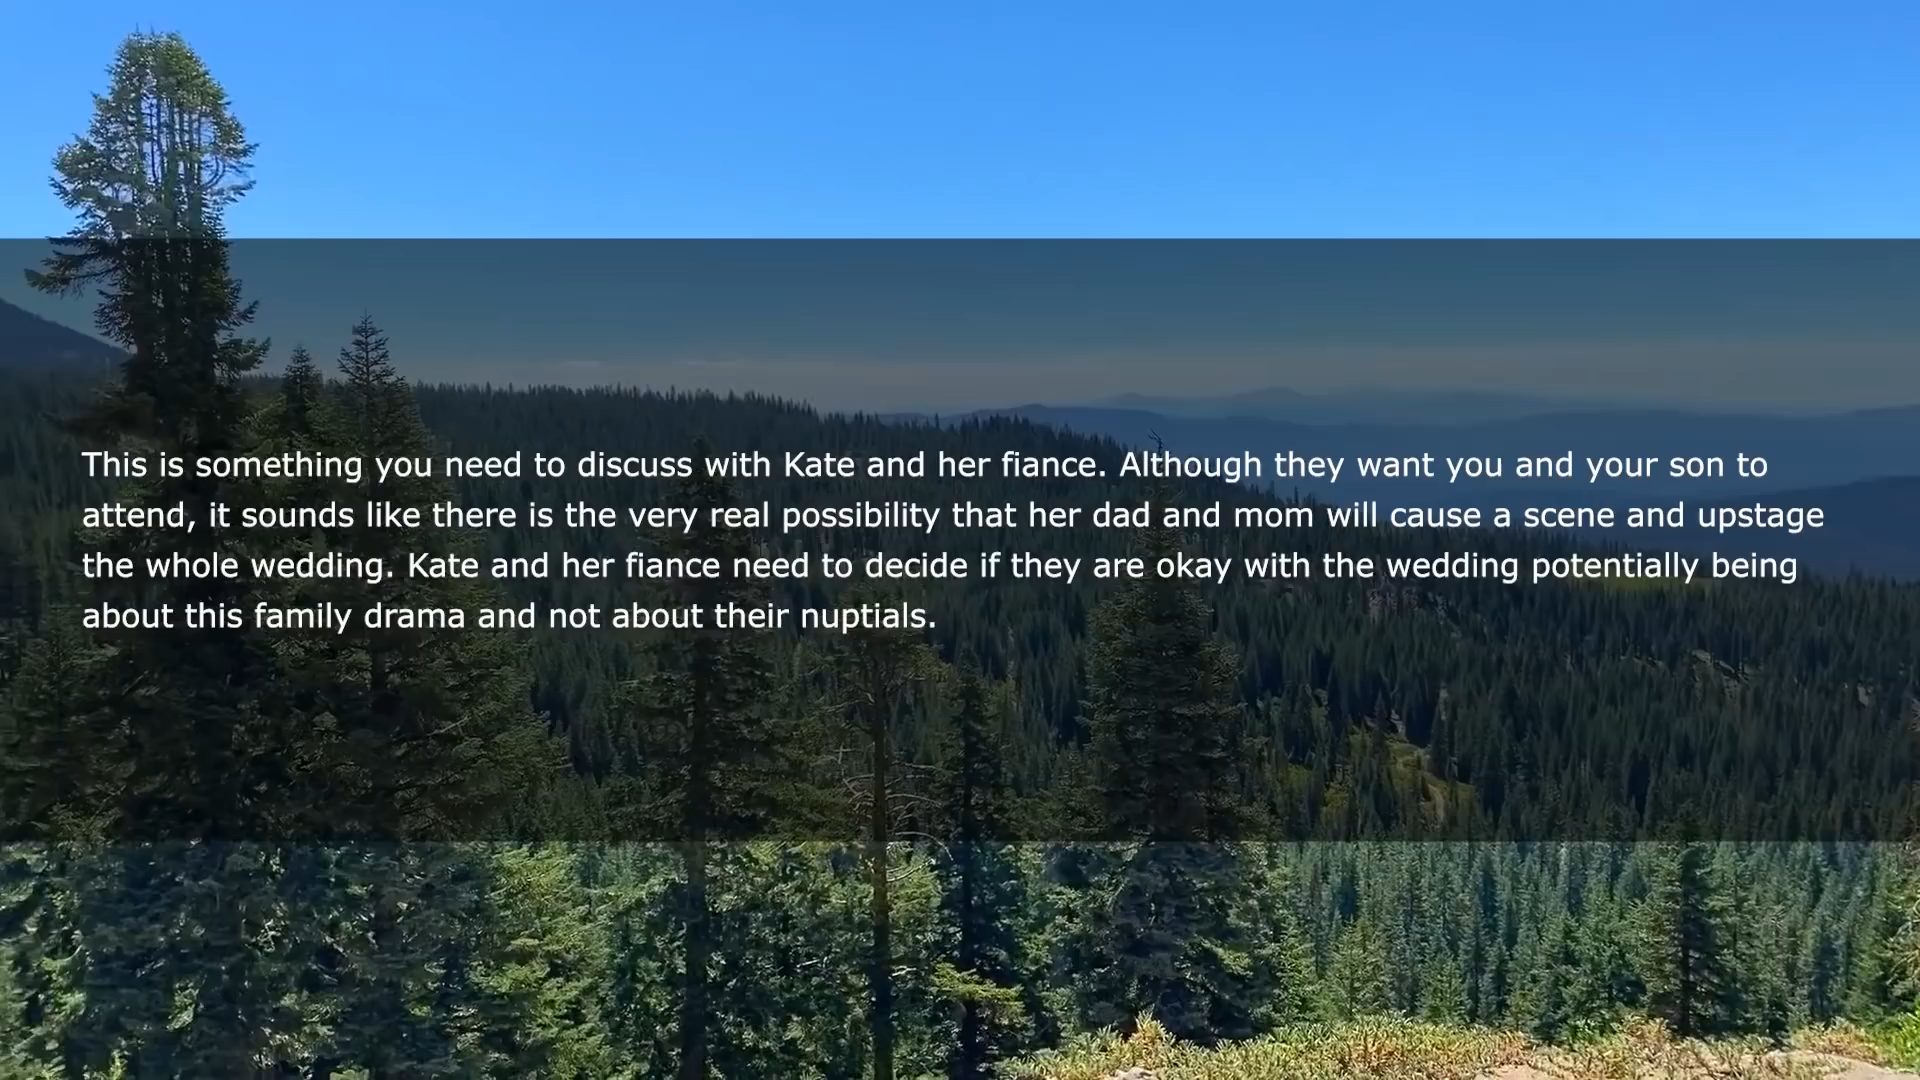 This is something you need to discuss with Kate and her fiance. Although they want you and your son to
attend, it sounds like there is the very real possibility that her dad and mom will cause a scene and upstage
the whole wedding. Kate and her fiance need to decide if they are okay with the wedding potentially being
about this family drama and not about their nuptials.